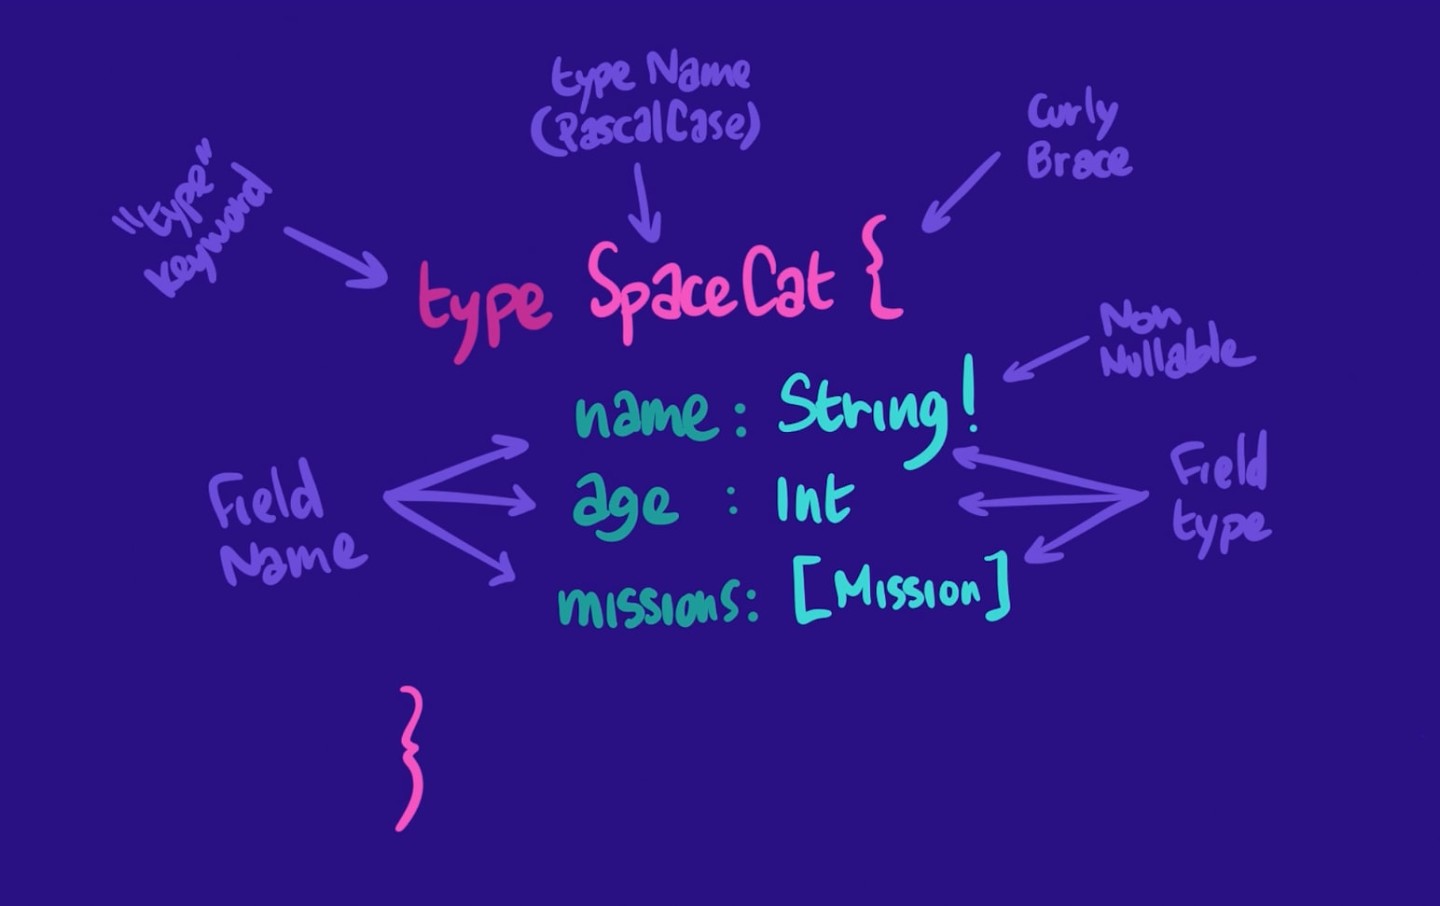 type Name
(PascalCase)
Curly
Brace
"type"
keyword
type SpaceCat {
Non
Nullable
name: String!
age : Int
missions: [Mission]
Field
Name
Field
type
}